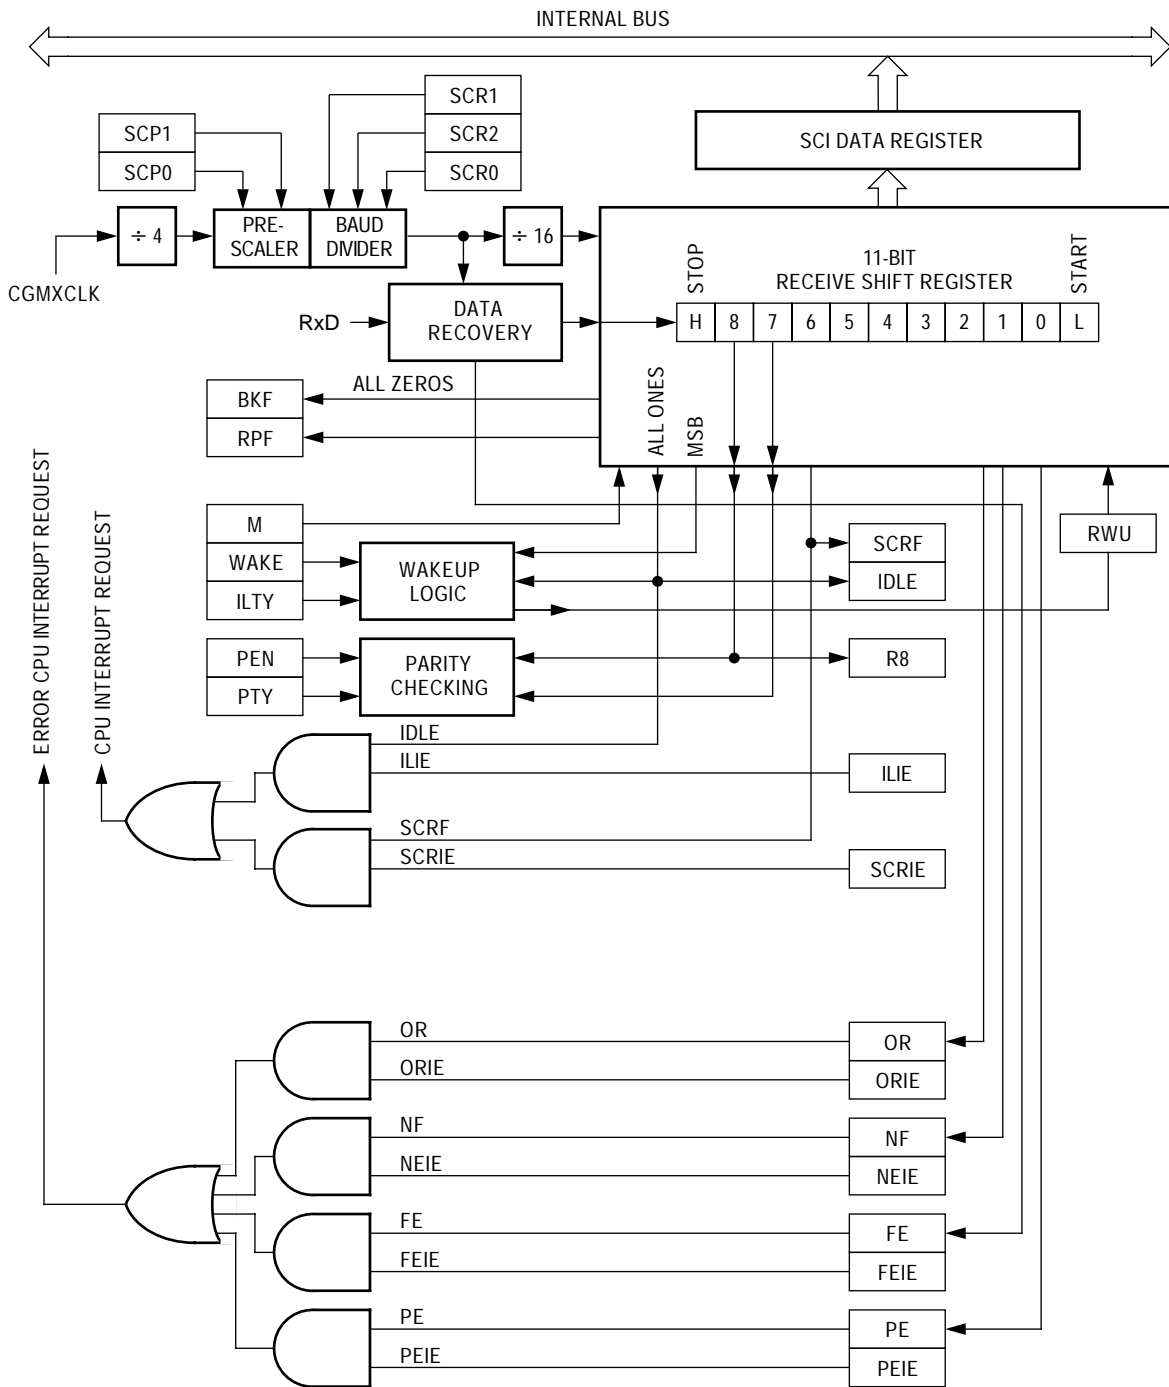 INTERNAL BUS
SCR1
SCP1
SCR2
SCI DATA REGISTER
SCP0
SCR0
÷ 4
PRE-
SCALER
BAUD
DIVIDER
÷ 16
STOP
11-BIT
RECEIVE SHIFT REGISTER
START
CGMXCLK
RxD
DATA
RECOVERY
H 8 7 6 5 4 3 2 1 0 L
ALL ZEROS
BKF
RPF
ALL ONES
MSB
ERROR CPU INTERRUPT REQUEST
CPU INTERRUPT REQUEST
M
WAKE
ILTY
WAKEUP
LOGIC
SCRF
IDLE
RWU
PEN
PTY
PARITY
CHECKING
R8
IDLE
ILIE
ILIE
SCRF
SCRIE
SCRIE
OR
OR
ORIE
ORIE
NF
NF
NEIE
NEIE
FE
FE
FEIE
FEIE
PE
PE
PEIE
PEIE